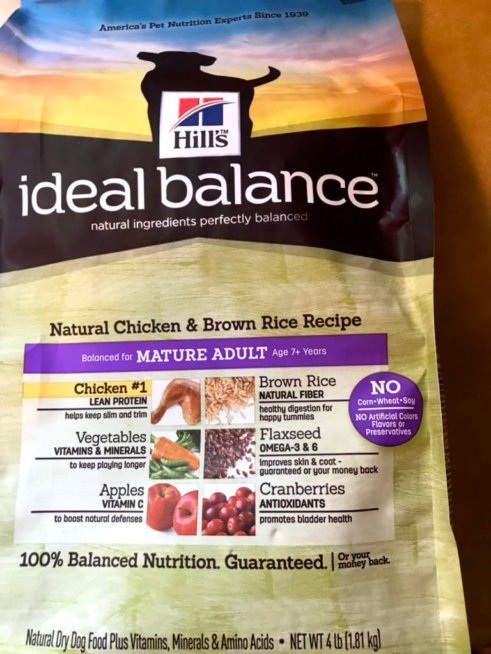 America's Pet Nutrition Experts Since 1939
Hill's™
ideal balance™
natural ingredients perfectly balanced
Natural Chicken & Brown Rice Recipe
Balanced for MATURE ADULT Age 7+ Years
Chicken #1
LEAN PROTEIN
helps keep slim and trim
Brown Rice
NATURAL FIBER
healthy digestion for
happy tummies
NO
Corn•Wheat•Soy
NO Artificial Colors
Flavors or
Preservatives
Vegetables
VITAMINS & MINERALS
to keep playing longer
Flaxseed
OMEGA-3 & 6
improves skin & coat -
guaranteed or your money back
Apples
VITAMIN C
to boost natural defenses
Cranberries
ANTIOXIDANTS
promotes bladder health
100% Balanced Nutrition. Guaranteed. | Or your
money back.
Natural Dry Dog Food Plus Vitamins, Minerals & Amino Acids • NET WT 4 lb (1.81 kg)